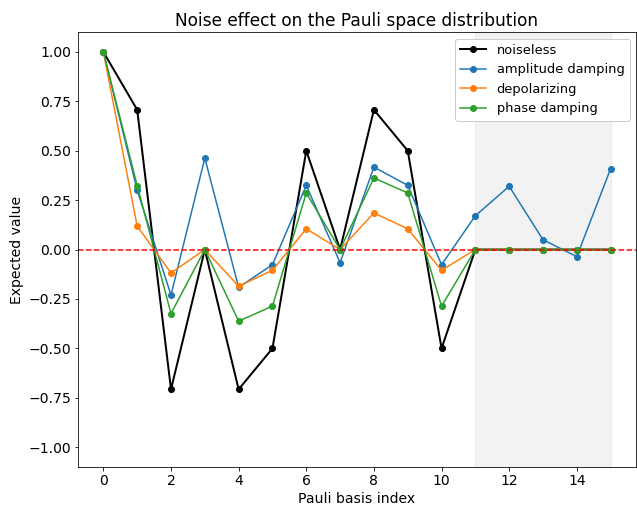 Noise effect on the Pauli space distribution
noiseless
amplitude damping
depolarizing
phase damping
Expected value
1.00
0.75
0.50
0.25
0.00
−0.25
−0.50
−0.75
−1.00
0 2 4 6 8 10 12 14
Pauli basis index